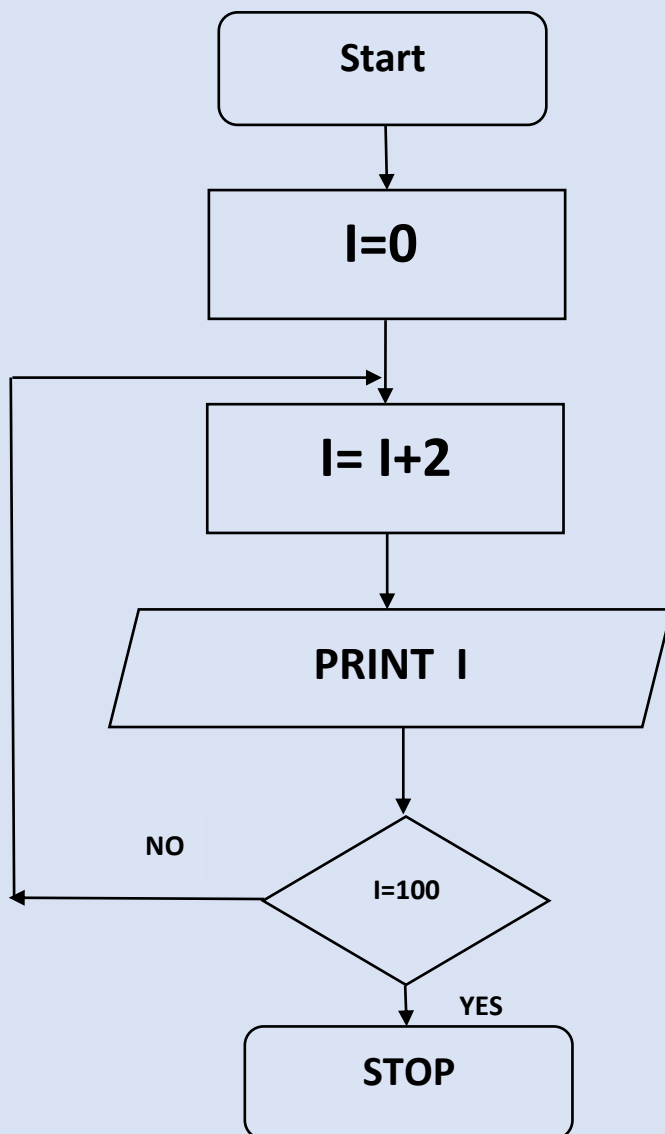 Start
I=0
I= I+2
PRINT I
NO
I=100
YES
STOP